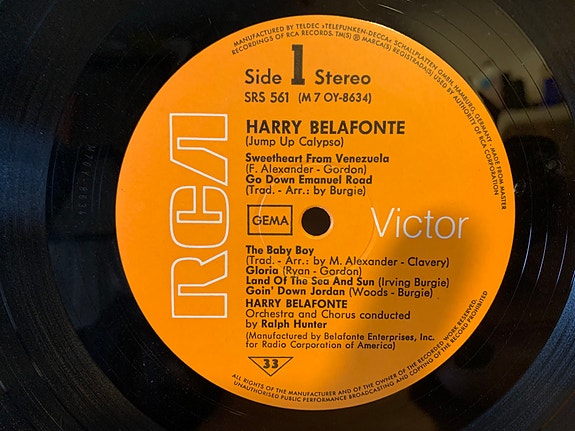 MANUFACTURED BY TELDEC »TELEFUNKEN-DECCA« SCHALLPLATTEN GMBH, HAMBURG, GERMANY · MADE FROM MASTER
RECORDINGS OF RCA RECORDS. TM(S) ® MARCA(S) REGISTRADA(S) USED BY AUTHORITY OF RCA CORPORATION
Side 1 Stereo
SRS 561 (M 7 OY-8634)
RCA
HARRY BELAFONTE
(Jump Up Calypso)
Sweetheart From Venezuela
(F. Alexander - Gordon)
Go Down Emanuel Road
(Trad. - Arr.: by Burgie)
GEMA
Victor
The Baby Boy
(Trad. - Arr.: by M. Alexander - Clavery)
Gloria (Ryan - Gordon)
Land Of The Sea And Sun (Irving Burgie)
Goin' Down Jordan (Woods - Burgie)
HARRY BELAFONTE
Orchestra and Chorus conducted
by Ralph Hunter
(Manufactured by Belafonte Enterprises, Inc.
for Radio Corporation of America)
33
ALL RIGHTS OF THE MANUFACTURER AND OF THE OWNER OF THE RECORDED WORK RESERVED.
UNAUTHORISED PUBLIC PERFORMANCE BROADCASTING AND COPYING OF THE RECORD PROHIBITED